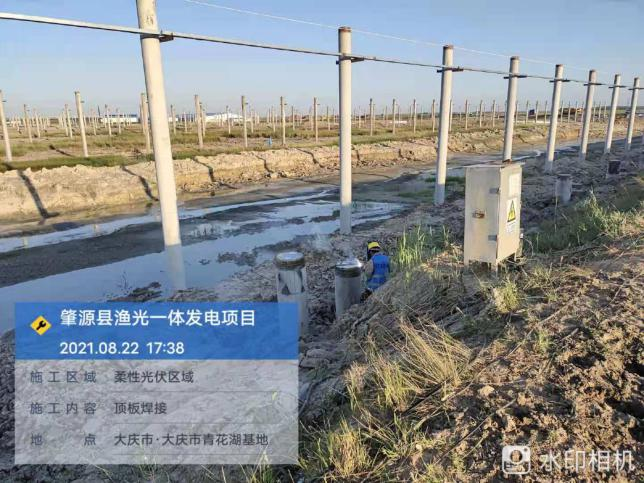 肇源县渔光一体发电项目
2021.08.22 17:38
施工区域 柔性光伏区域
施工内容 顶板焊接
地 点 大庆市·大庆市青花湖基地
水印相机